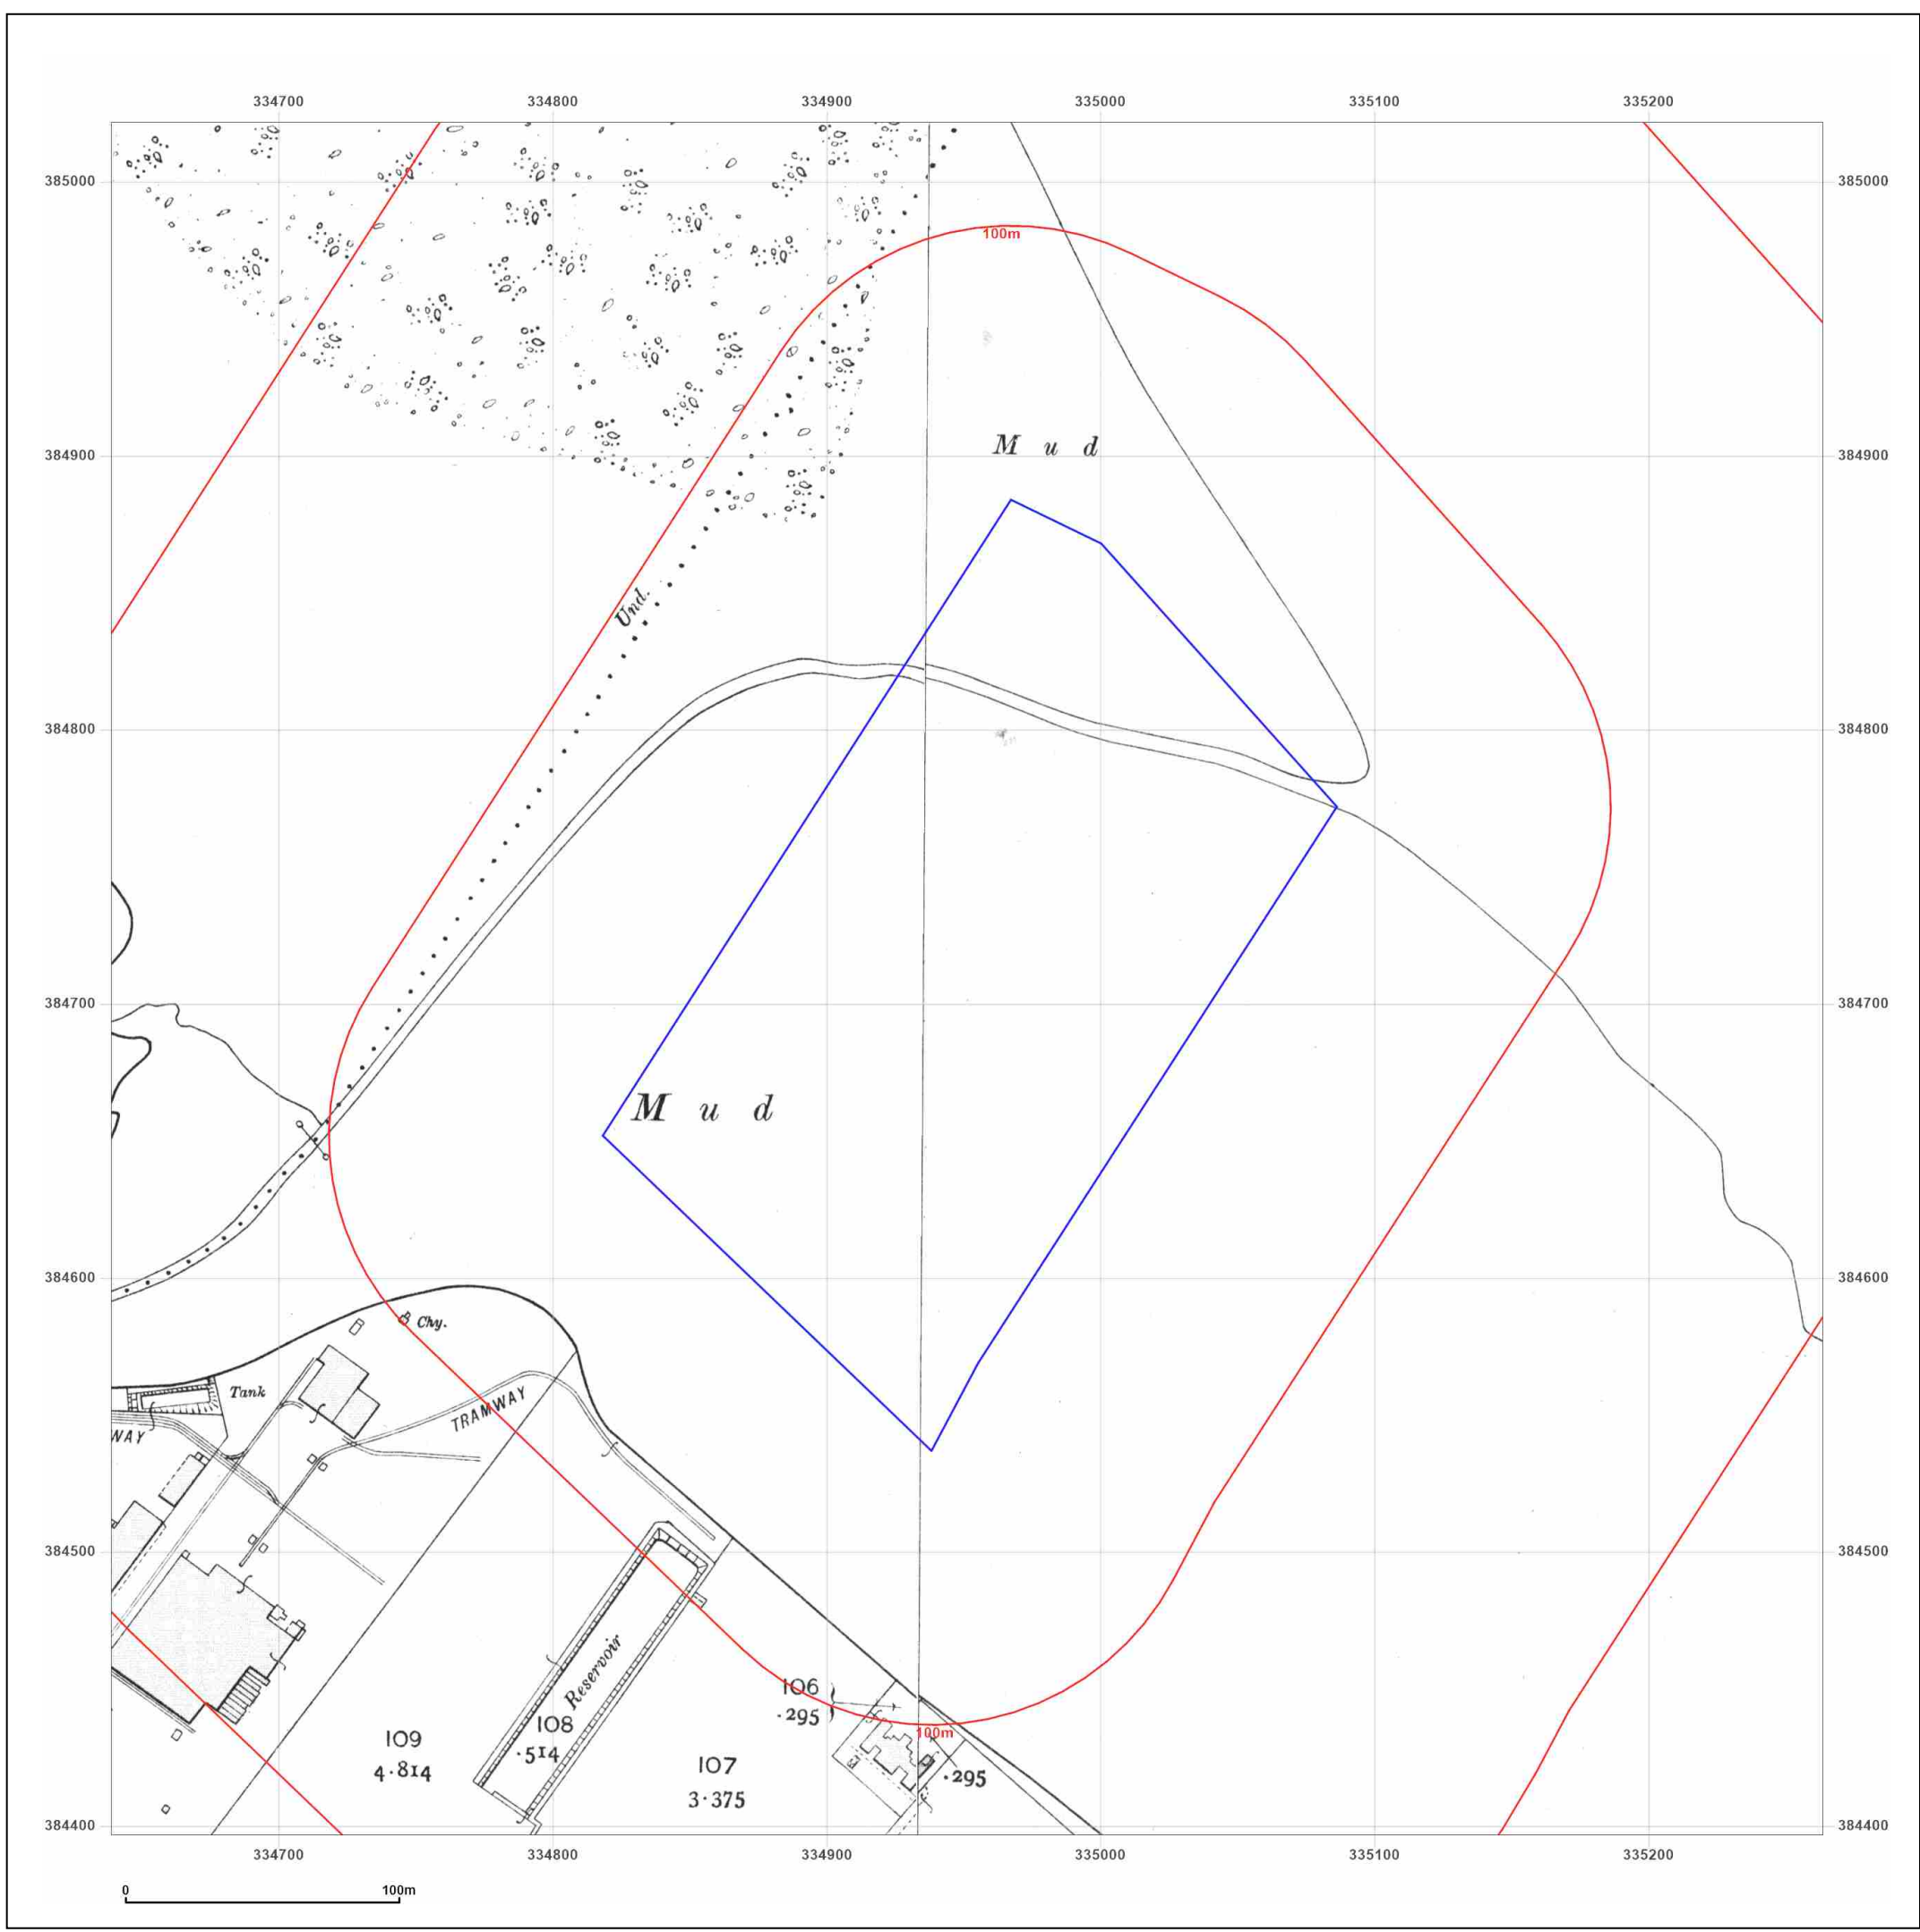 334700 334800 334900 335000 335100 335200
385000 385000
100m
M u d
384900 384900
Und.
384800 384800
384700 384700
M u d
384600 384600
Chy.
Tank
TRAMWAY
WAY
384500 384500
Reservoir
106
·295
100m
109
4·814
108
·514
107
3·375
·295
384400 384400
334700 334800 334900 335000 335100 335200
0 100m